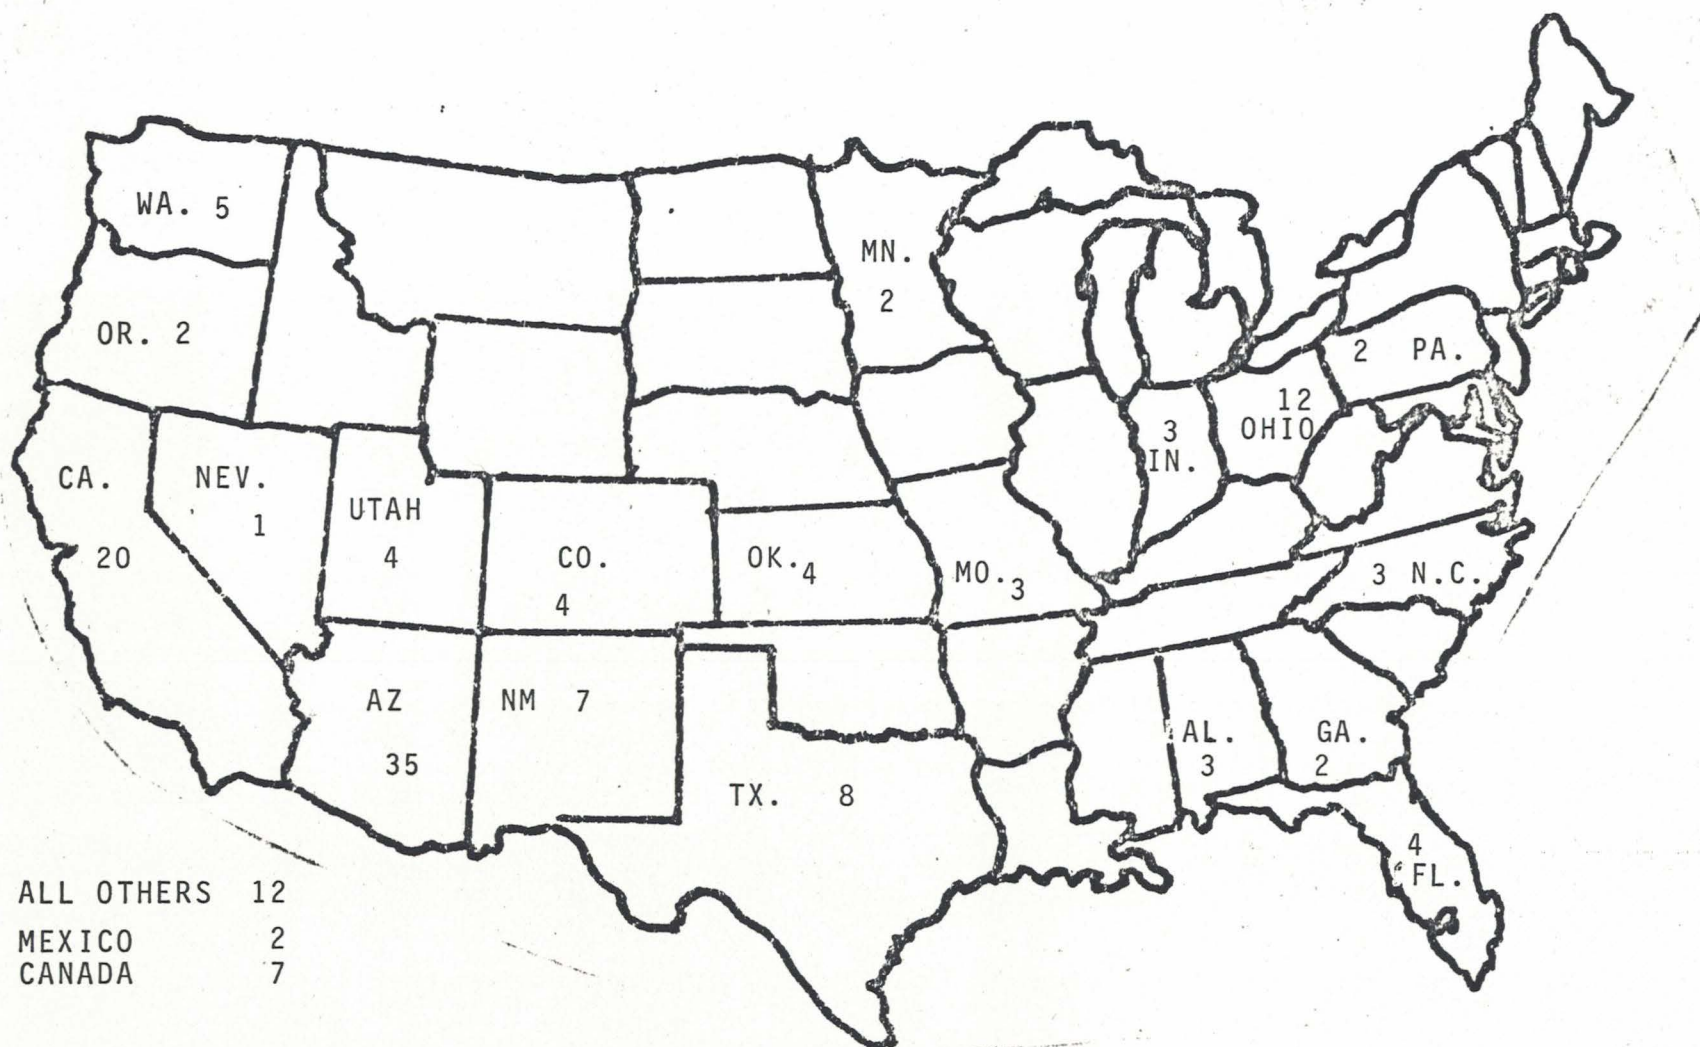 WA. 5
OR. 2
CA.
20
NEV.
1
UTAH
4
AZ
35
CO.
4
NM 7
TX. 8
OK. 4
MN.
2
MO. 3
3
IN.
12
OHIO
2 PA.
3 N.C.
AL.
3
GA.
2
4
FL.
ALL OTHERS 12
MEXICO 2
CANADA 7